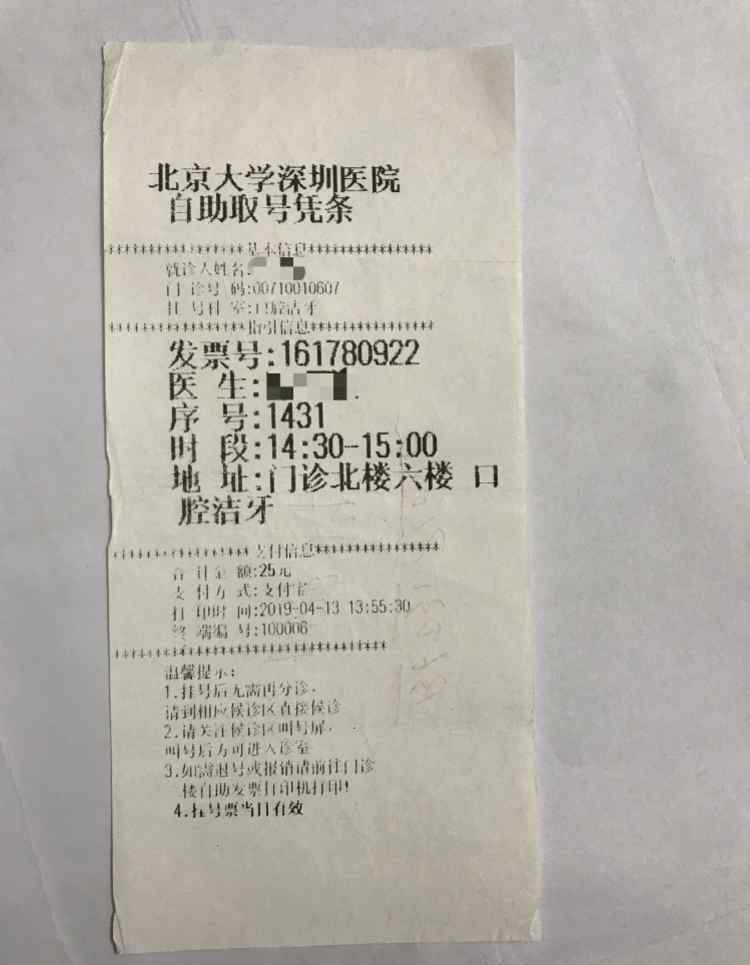 北京大学深圳医院
自助取号凭条
******************基本信息******************
就诊人姓名:
门 诊号 码:00710010607
挂 号科 室:口腔洁牙
******************指引信息******************
发票号:161780922
医 生:
序 号:1431
时 段:14:30-15:00
地 址:门诊北楼六楼 口
腔洁牙
******************支付信息******************
合 计金 额:25元
支 付方 式:支付宝
打 印时 间:2019-04-13 13:55:30
终 端编 号:100006
************************************
温馨提示:
1.挂号后无需再分诊,
请到相应候诊区直接候诊
2.请关注候诊区叫号屏,
叫号后方可进入诊室
3.如需退号或报销请前往门诊
楼自助发票打印机打印!
4.挂号票当日有效